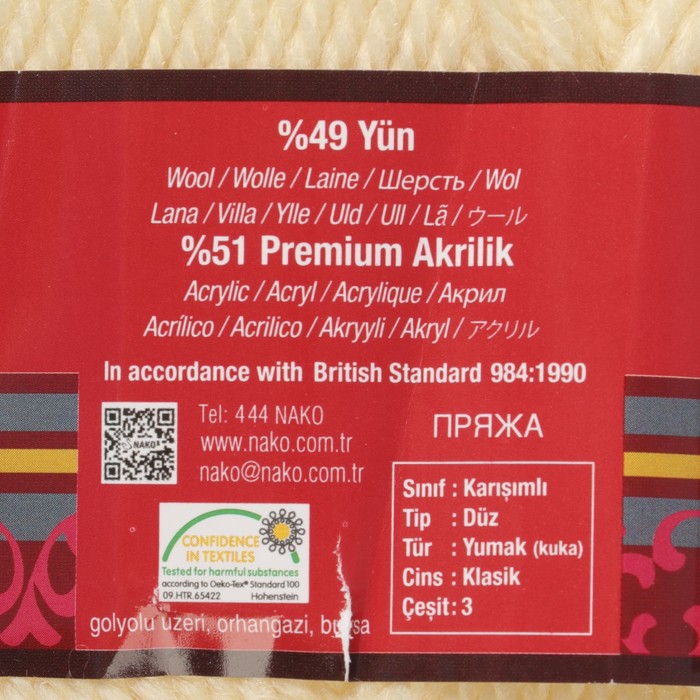 %49 Yün
Wool / Wolle / Laine / Шерсть / Wol
Lana / Villa / Ylle / Uld / Ull / Lã / ウール
%51 Premium Akrilik
Acrylic / Acryl / Acrylique / Акрил
Acrílico / Acrilico / Akryyli / Akryl / アクリル
In accordance with British Standard 984:1990
NAKO
Tel: 444 NAKO
www.nako.com.tr
nako@nako.com.tr
ПРЯЖА
Sınıf : Karışımlı
Tip : Düz
Tür : Yumak (kuka)
Cins : Klasik
Çeşit: 3
CONFIDENCE
IN TEXTILES
Tested for harmful substances
according to Oeko-Tex® Standard 100
09.HTR.65422 Hohenstein
golyolu uzeri, orhangazi,